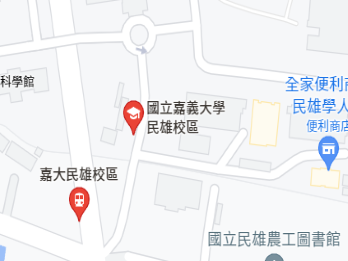 科學館
全家便利商
民雄學人
便利商店
國立嘉義大學
民雄校區
嘉大民雄校區
國立民雄農工圖書館